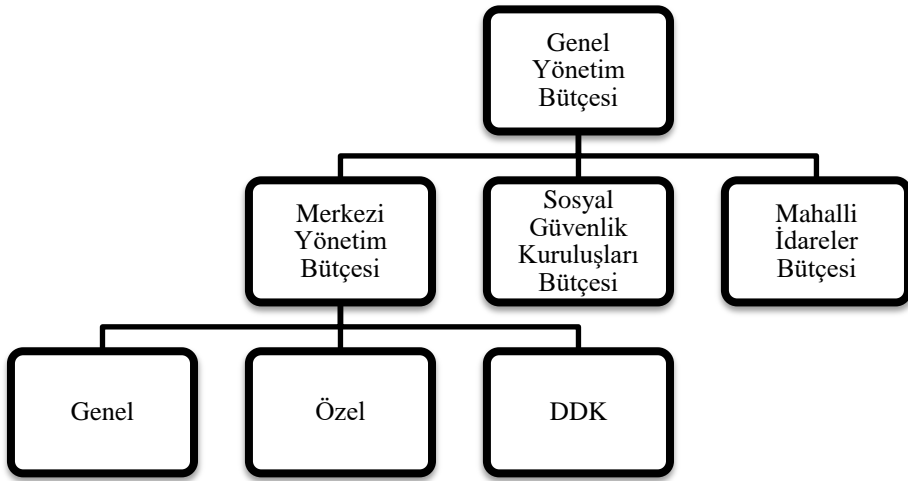 Genel
Yönetim
Bütçesi
Merkezi
Yönetim
Bütçesi
Sosyal
Güvenlik
Kuruluşları
Bütçesi
Mahalli
İdareler
Bütçesi
Genel
Özel
DDK